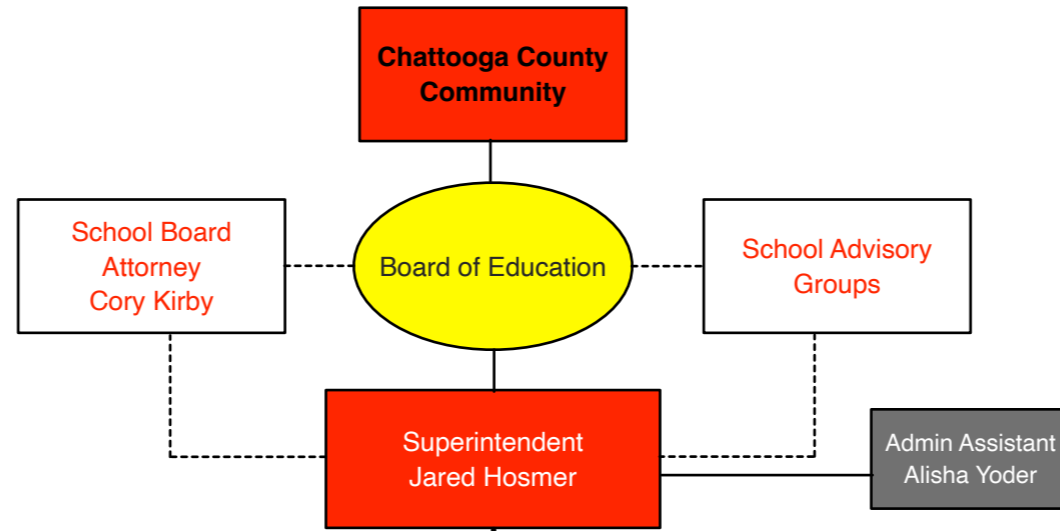 Chattooga County
Community
School Board
Attorney
Cory Kirby
Board of Education
School Advisory
Groups
Superintendent
Jared Hosmer
Admin Assistant
Alisha Yoder